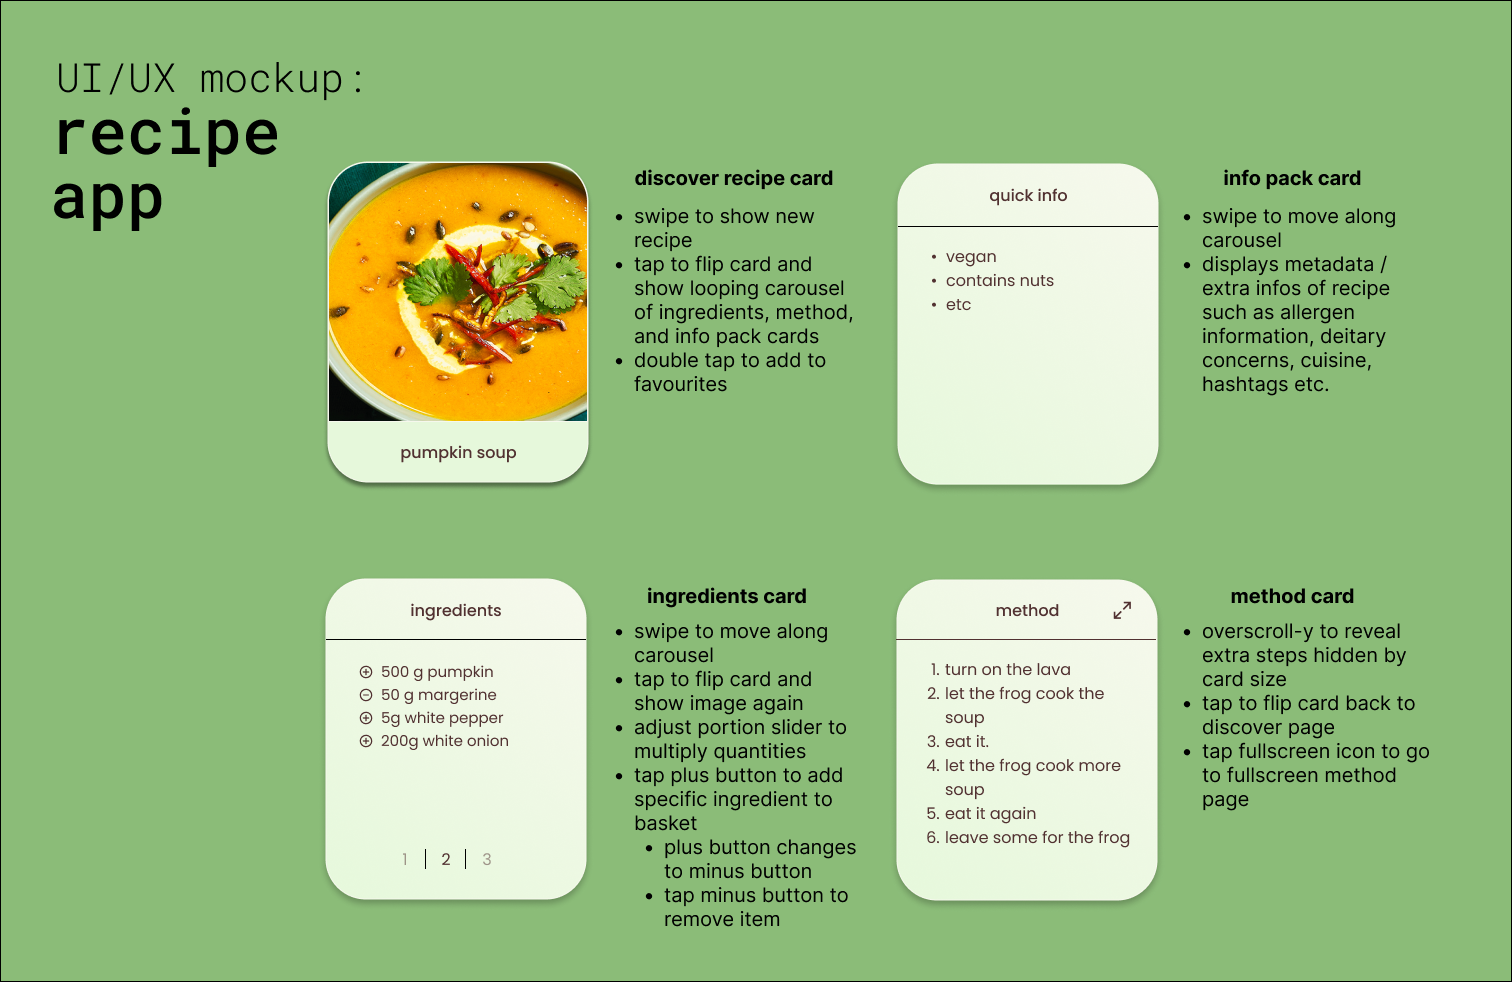 UI/UX mockup:
recipe
app
pumpkin soup
discover recipe card
• swipe to show new
recipe
• tap to flip card and
show looping carousel
of ingredients, method,
and info pack cards
• double tap to add to
favourites
quick info
• vegan
• contains nuts
• etc
info pack card
• swipe to move along
carousel
• displays metadata /
extra infos of recipe
such as allergen
information, deitary
concerns, cuisine,
hashtags etc.
ingredients
500 g pumpkin
50 g margerine
5g white pepper
200g white onion
1 | 2 | 3
ingredients card
• swipe to move along
carousel
• tap to flip card and
show image again
• adjust portion slider to
multiply quantities
• tap plus button to add
specific ingredient to
basket
• plus button changes
to minus button
• tap minus button to
remove item
method
1. turn on the lava
2. let the frog cook the
soup
3. eat it.
4. let the frog cook more
soup
5. eat it again
6. leave some for the frog
method card
• overscroll-y to reveal
extra steps hidden by
card size
• tap to flip card back to
discover page
• tap fullscreen icon to go
to fullscreen method
page